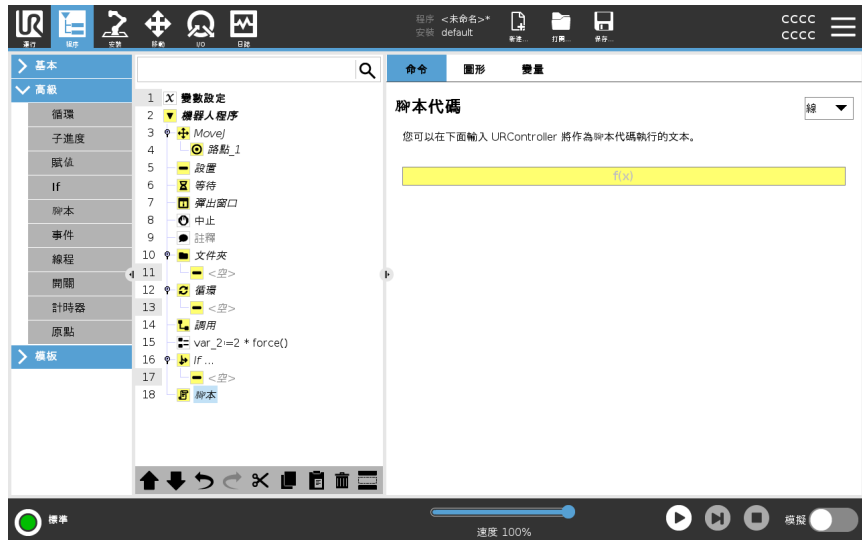 程序 <未命名>*
安裝 default
cccc
cccc
運行
程序
安裝
移動
I/O
日誌
新建...
打開...
保存...
基本
高級
循環
子進度
賦值
If
腳本
事件
線程
開關
計時器
原點
模板
1 X 變數設定
2 機器人程序
3 MoveJ
4 路點_1
5 設置
6 等待
7 彈出窗口
8 中止
9 註釋
10 文件夾
11 <空>
12 循環
13 <空>
14 調用
15 var_2≔2 * force()
16 If ...
17 <空>
18 腳本
命令 圖形 變量
腳本代碼
線
您可以在下面輸入 URController 將作為腳本代碼執行的文本。
f(x)
標準
速度 100%
模擬